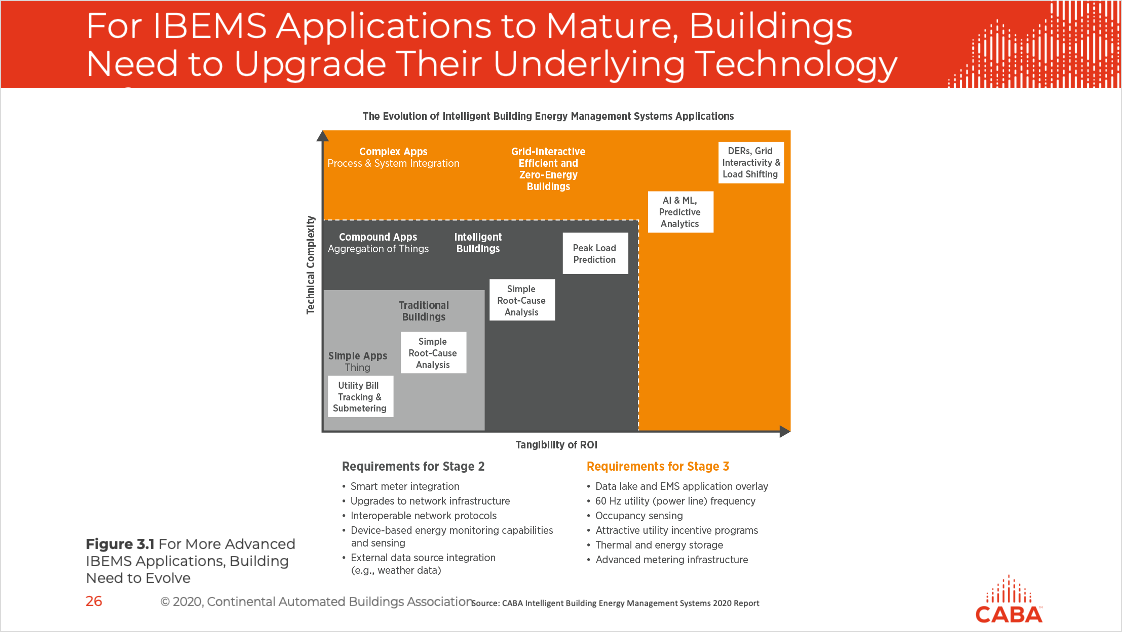 For IBEMS Applications to Mature, Buildings
Need to Upgrade Their Underlying Technology
The Evolution of Intelligent Building Energy Management Systems Applications
Technical Complexity
Complex Apps
Process & System Integration
Grid-Interactive
Efficient and
Zero-Energy
Buildings
DERs, Grid
Interactivity &
Load Shifting
AI & ML,
Predictive
Analytics
Compound Apps
Aggregation of Things
Intelligent
Buildings
Peak Load
Prediction
Simple
Root-Cause
Analysis
Traditional
Buildings
Simple
Root-Cause
Analysis
Simple Apps
Thing
Utility Bill
Tracking &
Submetering
Tangibility of ROI
Requirements for Stage 2
• Smart meter integration
• Upgrades to network infrastructure
• Interoperable network protocols
• Device-based energy monitoring capabilities
and sensing
• External data source integration
(e.g., weather data)
Requirements for Stage 3
• Data lake and EMS application overlay
• 60 Hz utility (power line) frequency
• Occupancy sensing
• Attractive utility incentive programs
• Thermal and energy storage
• Advanced metering infrastructure
Figure 3.1 For More Advanced
IBEMS Applications, Building
Need to Evolve
26
© 2020, Continental Automated Buildings Association
Source: CABA Intelligent Building Energy Management Systems 2020 Report
CABA